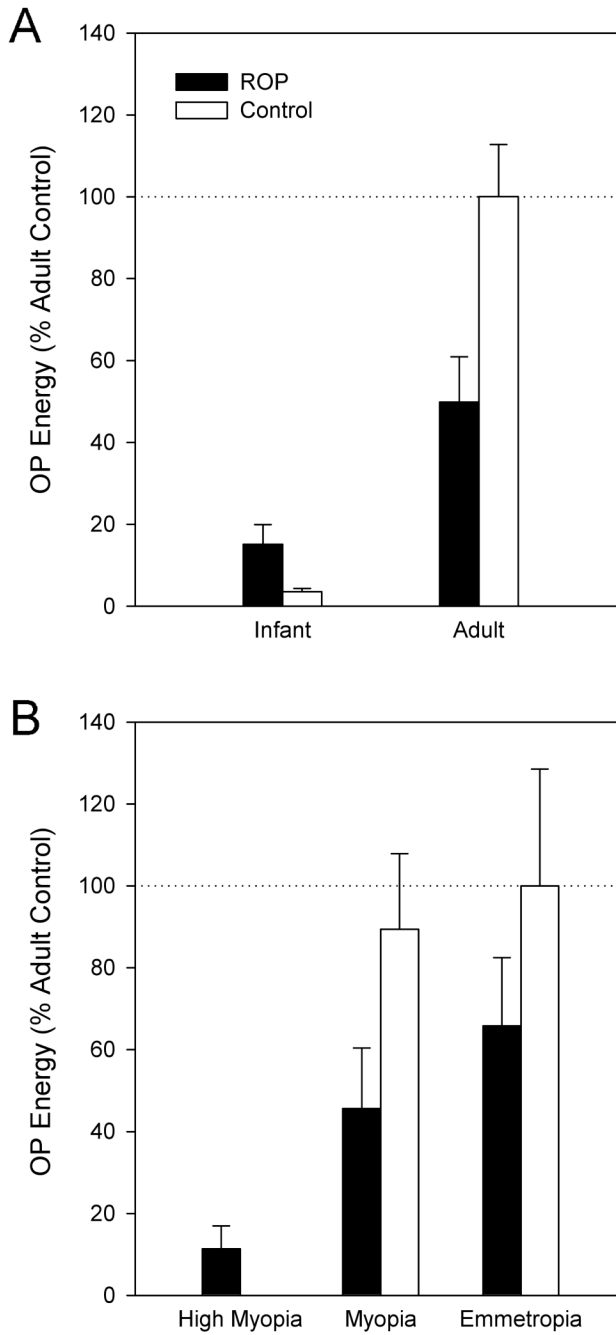 A
OP Energy (% Adult Control)
140
120
100
80
60
40
20
0
ROP
Control
Infant Adult
B
OP Energy (% Adult Control)
140
120
100
80
60
40
20
0
High Myopia Myopia Emmetropia